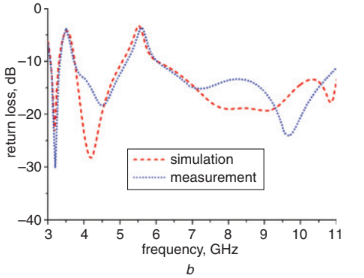 0
−10
−20
−30
−40
return loss, dB
simulation
measurement
3 4 5 6 7 8 9 10 11
frequency, GHz
b